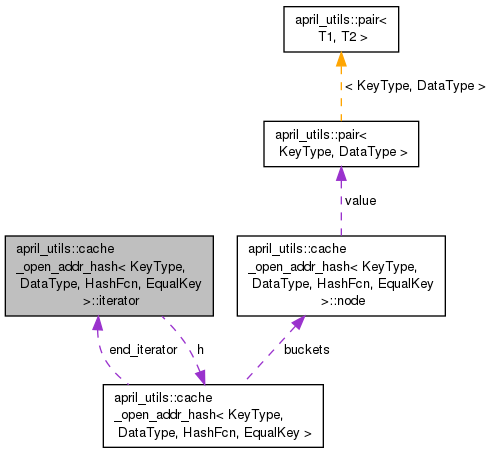 april_utils::pair<
T1, T2 >
< KeyType, DataType >
april_utils::pair<
KeyType, DataType >
value
april_utils::cache
_open_addr_hash< KeyType,
DataType, HashFcn, EqualKey
>::iterator
april_utils::cache
_open_addr_hash< KeyType,
DataType, HashFcn, EqualKey
>::node
end_iterator
h
buckets
april_utils::cache
_open_addr_hash< KeyType,
DataType, HashFcn, EqualKey >